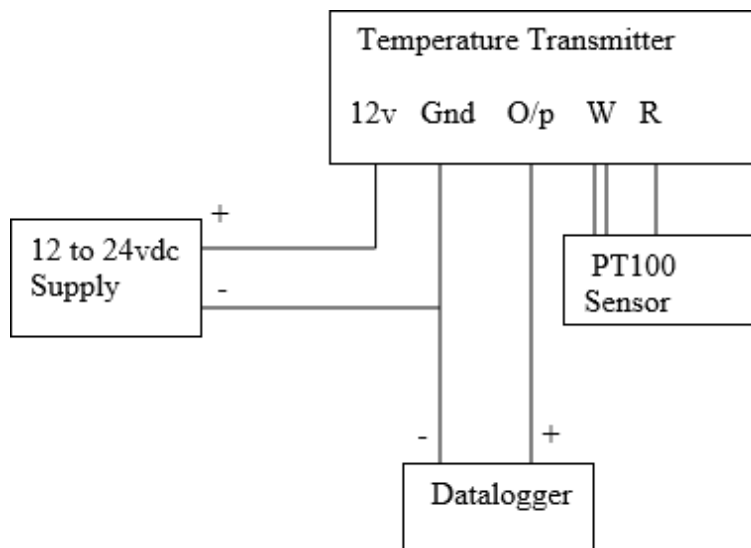 Temperature Transmitter
12v Gnd O/p W R
+
12 to 24vdc
Supply
-
PT100
Sensor
- +
Datalogger